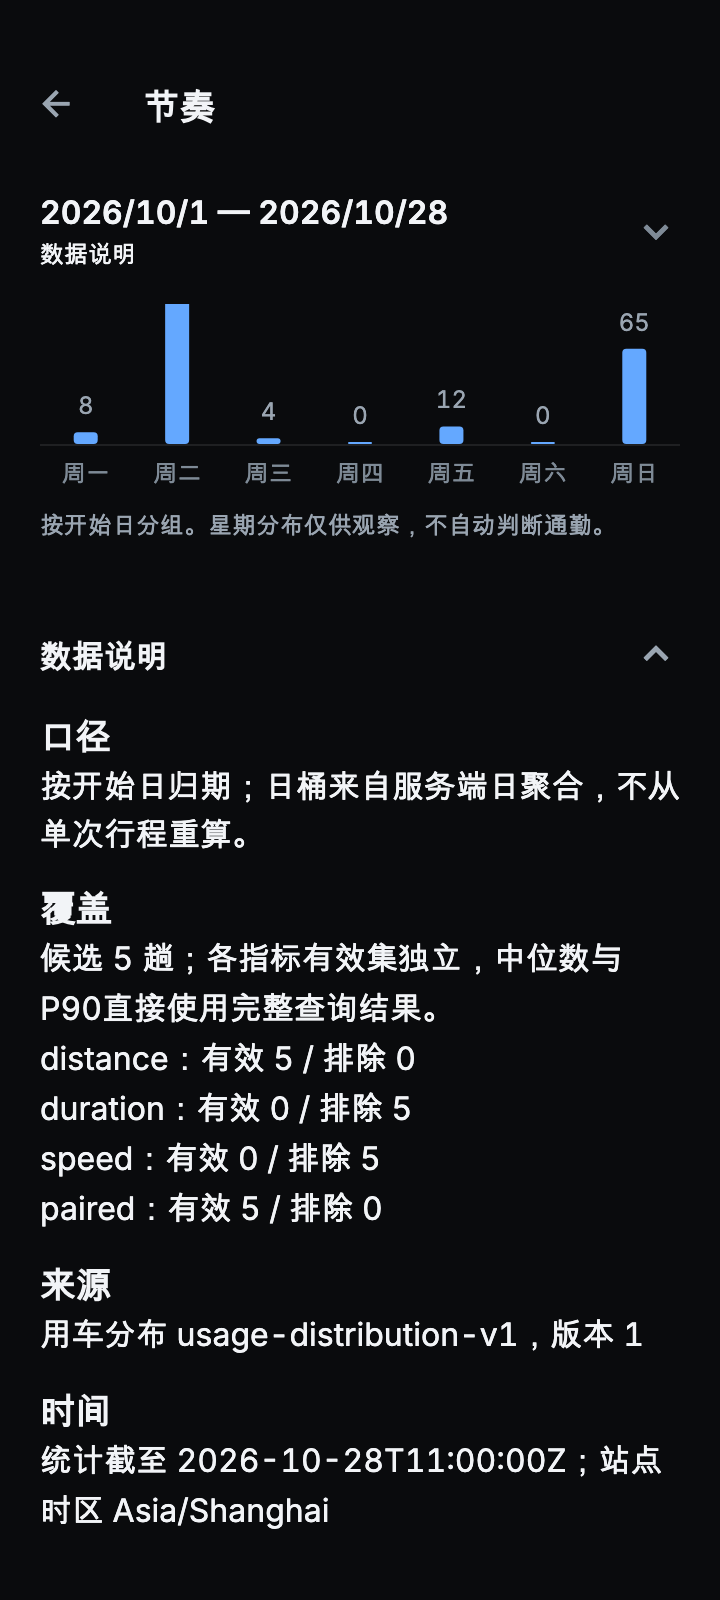 节奏
2026/10/1 — 2026/10/28
数据说明
8 4 0 12 0 65
周一 周二 周三 周四 周五 周六 周日
按开始日分组。星期分布仅供观察，不自动判断通勤。
数据说明
口径
按开始日归期；日桶来自服务端日聚合，不从
单次行程重算。
覆盖
候选 5 趟；各指标有效集独立，中位数与
P90直接使用完整查询结果。
distance：有效 5 / 排除 0
duration：有效 0 / 排除 5
speed：有效 0 / 排除 5
paired：有效 5 / 排除 0
来源
用车分布 usage-distribution-v1，版本 1
时间
统计截至 2026-10-28T11:00:00Z；站点
时区 Asia/Shanghai